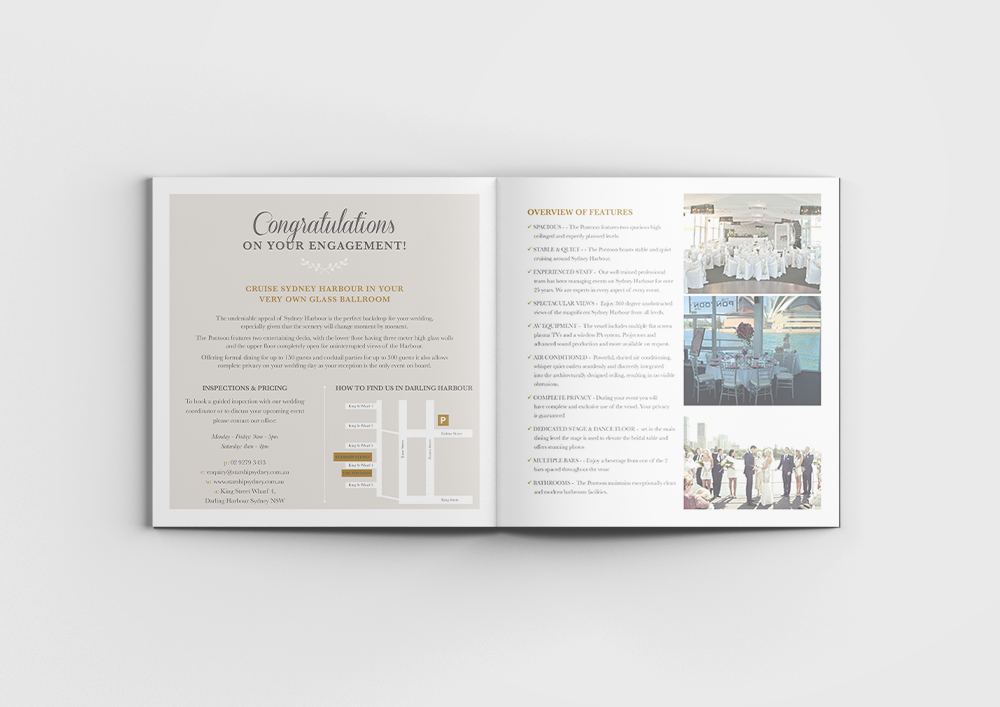 Congratulations
ON YOUR ENGAGEMENT!
CRUISE SYDNEY HARBOUR IN YOUR
VERY OWN GLASS BALLROOM
The undeniable appeal of Sydney Harbour is the perfect backdrop for your wedding,
especially given that the scenery will change moment by moment.
The Pontoon features two entertaining decks, with the lower floor having three meter high glass walls
and the upper floor completely open for uninterrupted views of the Harbour.
Offering formal dining for up to 150 guests and cocktail parties for up to 300 guests it also allows
complete privacy on your wedding day as your reception is the only event on board.
INSPECTIONS & PRICING
To book a guided inspection with our wedding
coordinator or to discuss your upcoming event
please contact our office:
Monday - Friday: 9am - 5pm
Saturday: 9am - 2pm
p: 02 9279 3413
e: enquiry@starshipsydney.com.au
w: www.starshipsydney.com.au
a: King Street Wharf 4,
Darling Harbour Sydney NSW
HOW TO FIND US IN DARLING HARBOUR
King St Wharf
King St Wharf
King St Wharf
King St Wharf
King St Wharf
P
Street
Street
Street
King Street
OVERVIEW OF FEATURES
SPACIOUS - - The Pontoon features two spacious high
ceilinged and expertly planned levels.
STABLE & QUIET - - The Pontoon boasts stable and quiet
cruising around Sydney Harbour.
EXPERIENCED STAFF - Our well trained professional
team has been managing events on Sydney Harbour for over
25 years. We are experts in every aspect of every event.
SPECTACULAR VIEWS - Enjoy 360 degree unobstructed
views of the magnificent Sydney Harbour from all levels.
AV EQUIPMENT - The vessel includes multiple flat screen
plasma TVs and a wireless PA system. Projectors and
advanced sound production and more available on request.
AIR CONDITIONED - Powerful, ducted air conditioning,
whisper quiet outlets seamlessly and discreetly integrated
into the architecturally designed ceiling, resulting in no visible
obtrusions.
COMPLETE PRIVACY - During your event you will
have complete and exclusive use of the vessel. Your privacy
is guaranteed
DEDICATED STAGE & DANCE FLOOR - set in the main
dining level the stage is used to elevate the bridal table and
offers stunning photos
MULTIPLE BARS - - Enjoy a beverage from one of the 2
bars spaced throughout the venue
BATHROOMS - The Pontoon maintains exceptionally clean
and modern bathroom facilities.
PONTOON